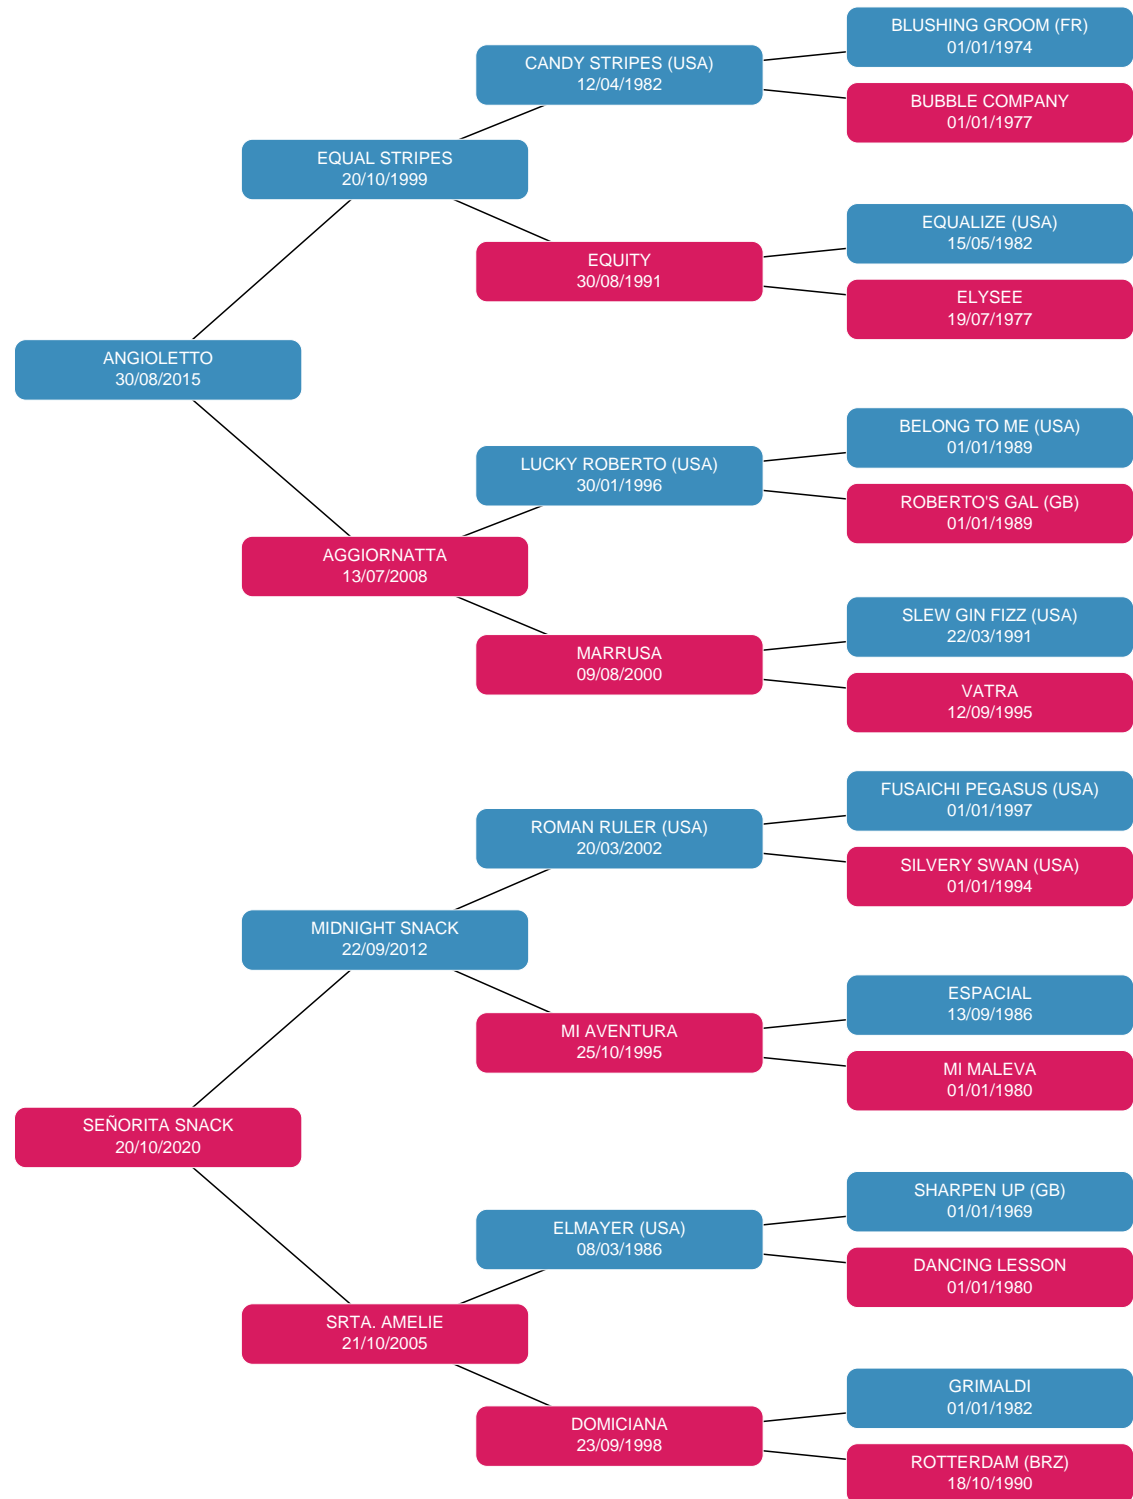 BLUSHING GROOM (FR)
01/01/1974
CANDY STRIPES (USA)
12/04/1982
BUBBLE COMPANY
01/01/1977
EQUAL STRIPES
20/10/1999
EQUALIZE (USA)
15/05/1982
EQUITY
30/08/1991
ELYSEE
19/07/1977
ANGIOLETTO
30/08/2015
BELONG TO ME (USA)
01/01/1989
LUCKY ROBERTO (USA)
30/01/1996
ROBERTO'S GAL (GB)
01/01/1989
AGGIORNATTA
13/07/2008
SLEW GIN FIZZ (USA)
22/03/1991
MARRUSA
09/08/2000
VATRA
12/09/1995
FUSAICHI PEGASUS (USA)
01/01/1997
ROMAN RULER (USA)
20/03/2002
SILVERY SWAN (USA)
01/01/1994
MIDNIGHT SNACK
22/09/2012
ESPACIAL
13/09/1986
MI AVENTURA
25/10/1995
MI MALEVA
01/01/1980
SEÑORITA SNACK
20/10/2020
SHARPEN UP (GB)
01/01/1969
ELMAYER (USA)
08/03/1986
DANCING LESSON
01/01/1980
SRTA. AMELIE
21/10/2005
GRIMALDI
01/01/1982
DOMICIANA
23/09/1998
ROTTERDAM (BRZ)
18/10/1990